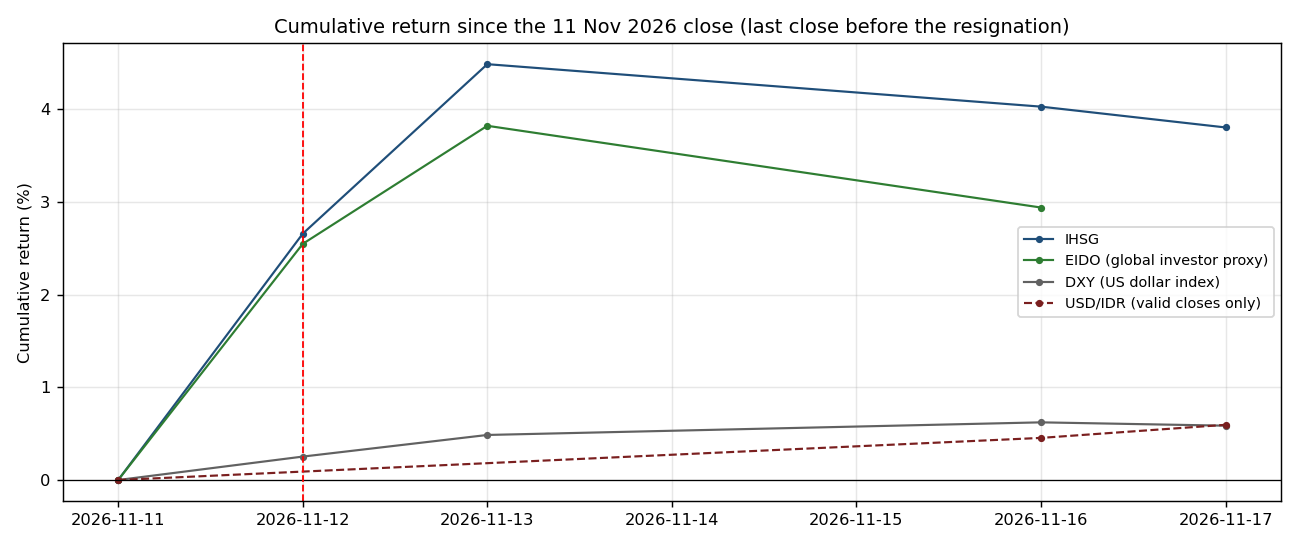 Cumulative return since the 11 Nov 2026 close (last close before the resignation)
Cumulative return (%)
4
3
2
1
0
IHSG
EIDO (global investor proxy)
DXY (US dollar index)
USD/IDR (valid closes only)
2026-11-11
2026-11-12
2026-11-13
2026-11-14
2026-11-15
2026-11-16
2026-11-17